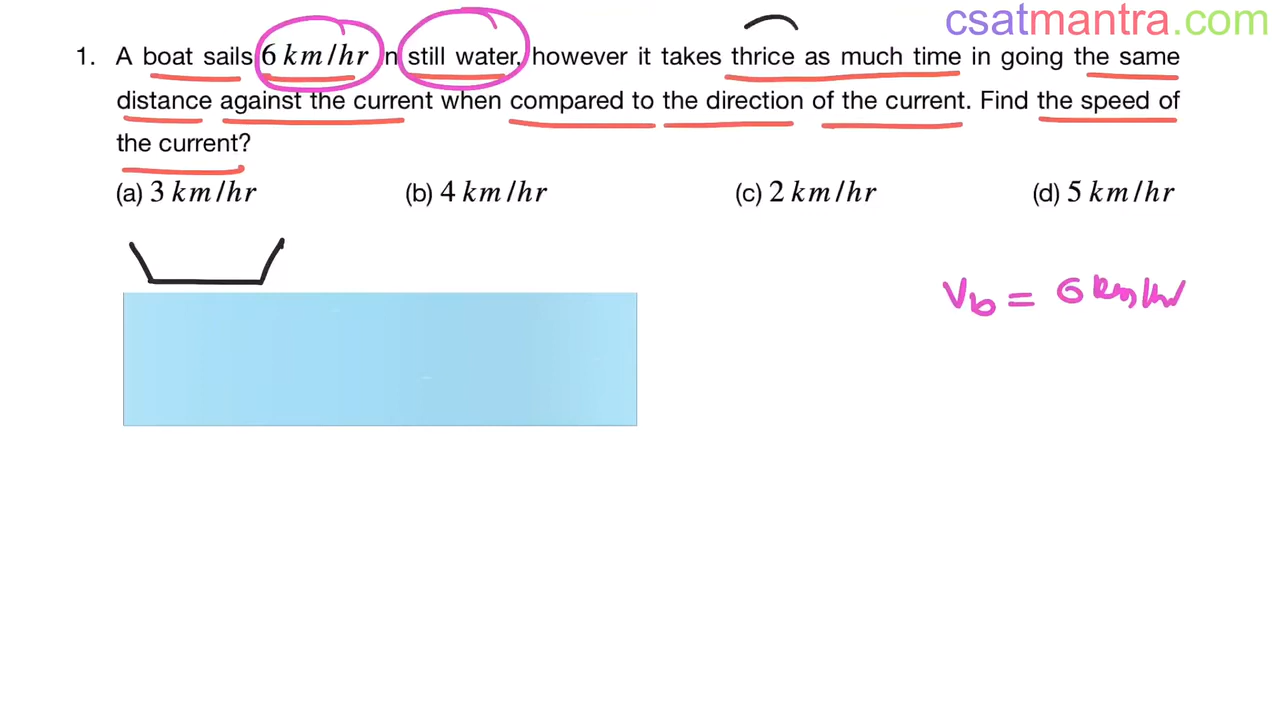 csatmantra.com
1. A boat sails 6 km/hr in still water, however it takes thrice as much time in going the same
distance against the current when compared to the direction of the current. Find the speed of
the current?
(a) 3 km/hr (b) 4 km/hr (c) 2 km/hr (d) 5 km/hr
Vb = 6 km/hr